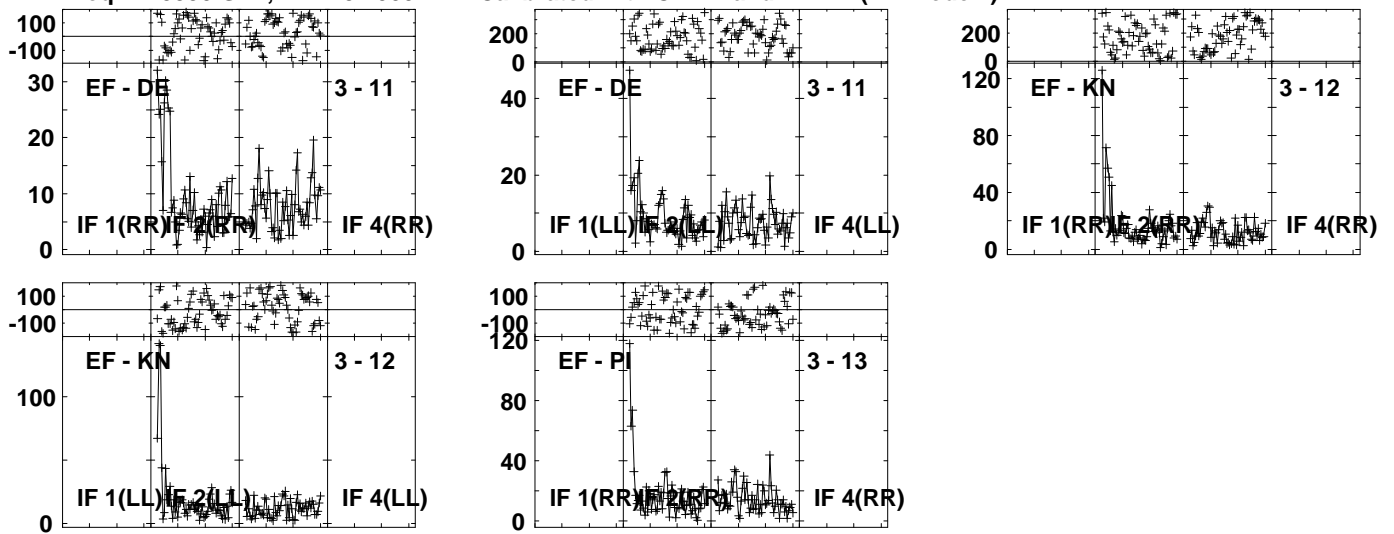 100
-100
30
20
10
0
EF - DE
3 - 11
IF 1(RR)
IF 2(RR)
IF 4(RR)
200
0
40
20
0
EF - DE
3 - 11
IF 1(LL)
IF 2(LL)
IF 4(LL)
200
0
120
80
40
0
EF - KN
3 - 12
IF 1(RR)
IF 2(RR)
IF 4(RR)
100
-100
100
0
EF - KN
3 - 12
IF 1(LL)
IF 2(LL)
IF 4(LL)
100
-100
120
80
40
0
EF - PI
3 - 13
IF 1(RR)
IF 2(RR)
IF 4(RR)